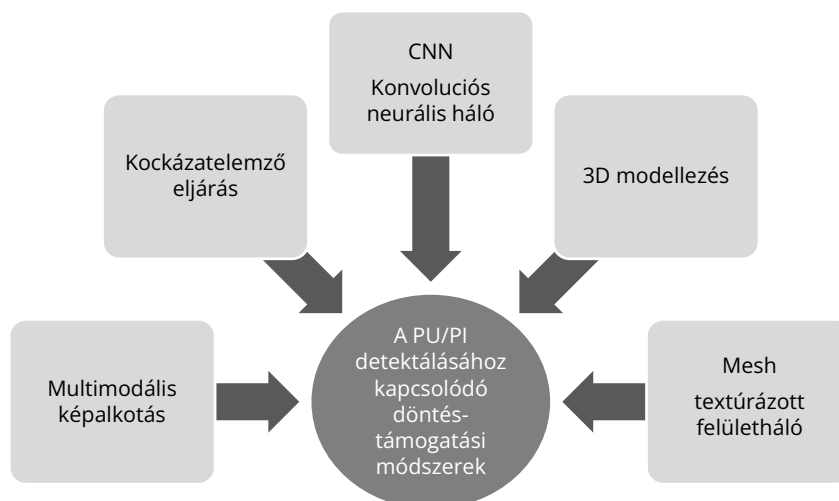 CNN
Konvoluciós
neurális háló
Kockázatelemző
eljárás
3D modellezés
Multimodális
képalkotás
A PU/PI
detektálásához
kapcsolódó
döntés-
támogatási
módszerek
Mesh
textúrázott
felületháló